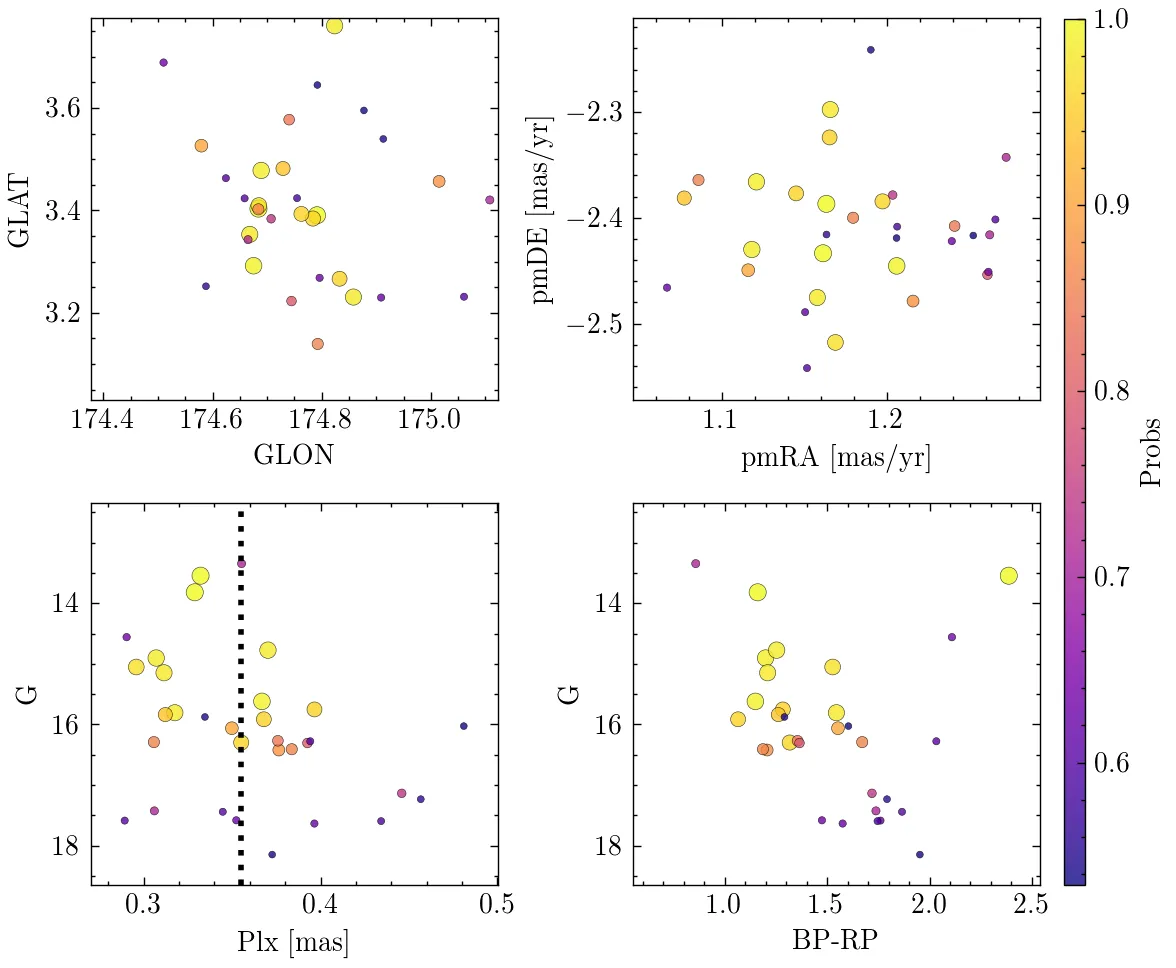 3.6
3.4
3.2
GLAT
174.4 174.6 174.8 175.0
GLON
−2.3
−2.4
−2.5
pmDE [mas/yr]
1.1 1.2
pmRA [mas/yr]
1.0
0.9
0.8
0.7
0.6
Probs
14
16
18
G
0.3 0.4 0.5
Plx [mas]
14
16
18
G
1.0 1.5 2.0 2.5
BP-RP